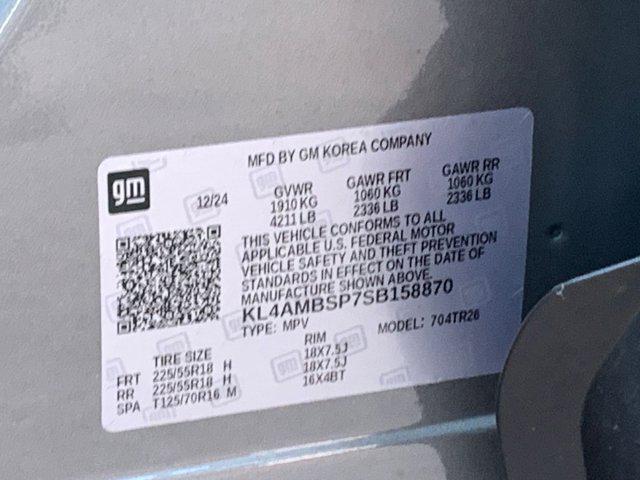 MFD BY GM KOREA COMPANY
gm
12/24
GVWR
1910 KG
4211 LB
GAWR FRT
1060 KG
2336 LB
GAWR RR
1060 KG
2336 LB
THIS VEHICLE CONFORMS TO ALL
APPLICABLE U.S. FEDERAL MOTOR
VEHICLE SAFETY AND THEFT PREVENTION
STANDARDS IN EFFECT ON THE DATE OF
MANUFACTURE SHOWN ABOVE.
KL4AMBSP7SB158870
TYPE: MPV MODEL: 704TR26
TIRE SIZE RIM
FRT 225/55R18 H 18X7.5J
RR 225/55R18 H 18X7.5J
SPA T125/70R16 M 16X4BT